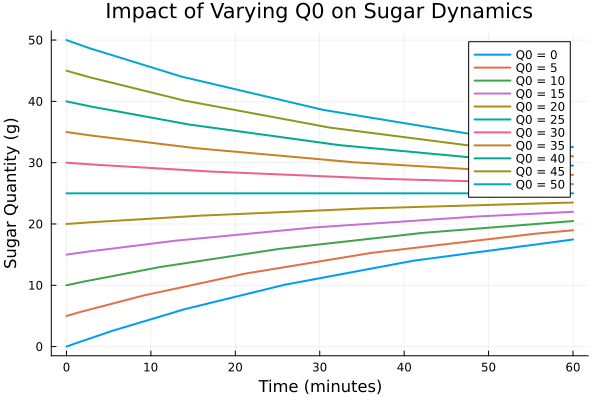 Impact of Varying Q0 on Sugar Dynamics
Sugar Quantity (g)
50
40
30
20
10
0
Q0 = 0
Q0 = 5
Q0 = 10
Q0 = 15
Q0 = 20
Q0 = 25
Q0 = 30
Q0 = 35
Q0 = 40
Q0 = 45
Q0 = 50
0 10 20 30 40 50 60
Time (minutes)